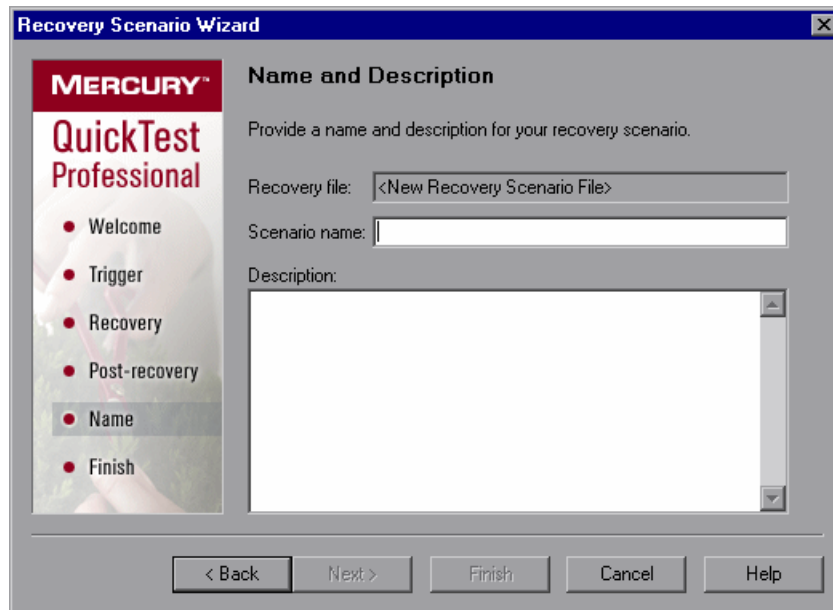 Recovery Scenario Wizard
MERCURY™
QuickTest
Professional
Welcome
Trigger
Recovery
Post-recovery
Name
Finish
Name and Description
Provide a name and description for your recovery scenario.
Recovery file: <New Recovery Scenario File>
Scenario name:
Description:
< Back Next > Finish Cancel Help